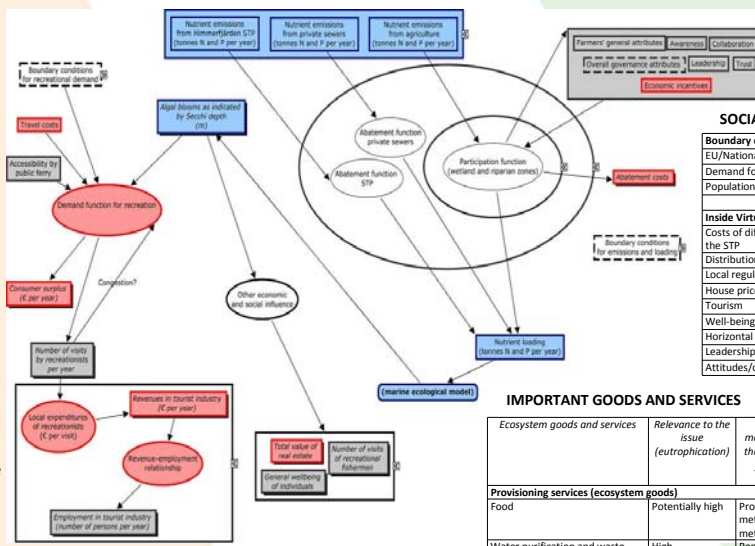 Nutrient emissions
from Himmerfjärden STP
(tonnes N and P per year)
Nutrient emissions
from private sewers
(tonnes N and P per year)
Nutrient emissions
from agriculture
(tonnes N and P per year)
Farmers' general attributes
Awareness
Collaboration
Overall governance attributes
Leadership
Trust
Economic incentives
Boundary conditions
for recreational demand
Travel costs
Accessibility by
public ferry
Algal blooms as indicated
by Secchi depth
(m)
Abatement function
private sewers
Abatement function
STP
Participation function
(wetland and riparian zones)
Abatement costs
Demand function for recreation
Boundary conditions
for emissions and loading
Consumer surplus
(€ per year)
Congestion?
Other economic
and social influence
Number of visits
by recreationists
per year
Nutrient loading
(tonnes N and P per year)
(marine ecological model)
Local expenditures
of recreationists
(€ per visit)
Revenues in tourist industry
(€ per year)
Revenue-employment
relationship
Employment in tourist industry
(number of persons per year)
Total value of
real estate
Number of visits
of recreational
fishermen
General wellbeing
of individuals
SOCIA
Boundary c
EU/Nationa
Demand fo
Population
Inside Virtu
Costs of dif
the STP
Distribution
Local regul
House price
Tourism
Well-being
Horizontal
Leadership
Attitudes/c
IMPORTANT GOODS AND SERVICES
Ecosystem goods and services
Relevance to the
issue
(eutrophication)
Provisioning services (ecosystem goods)
Food
Potentially high
Pro
met
met
Water purification and waste
High